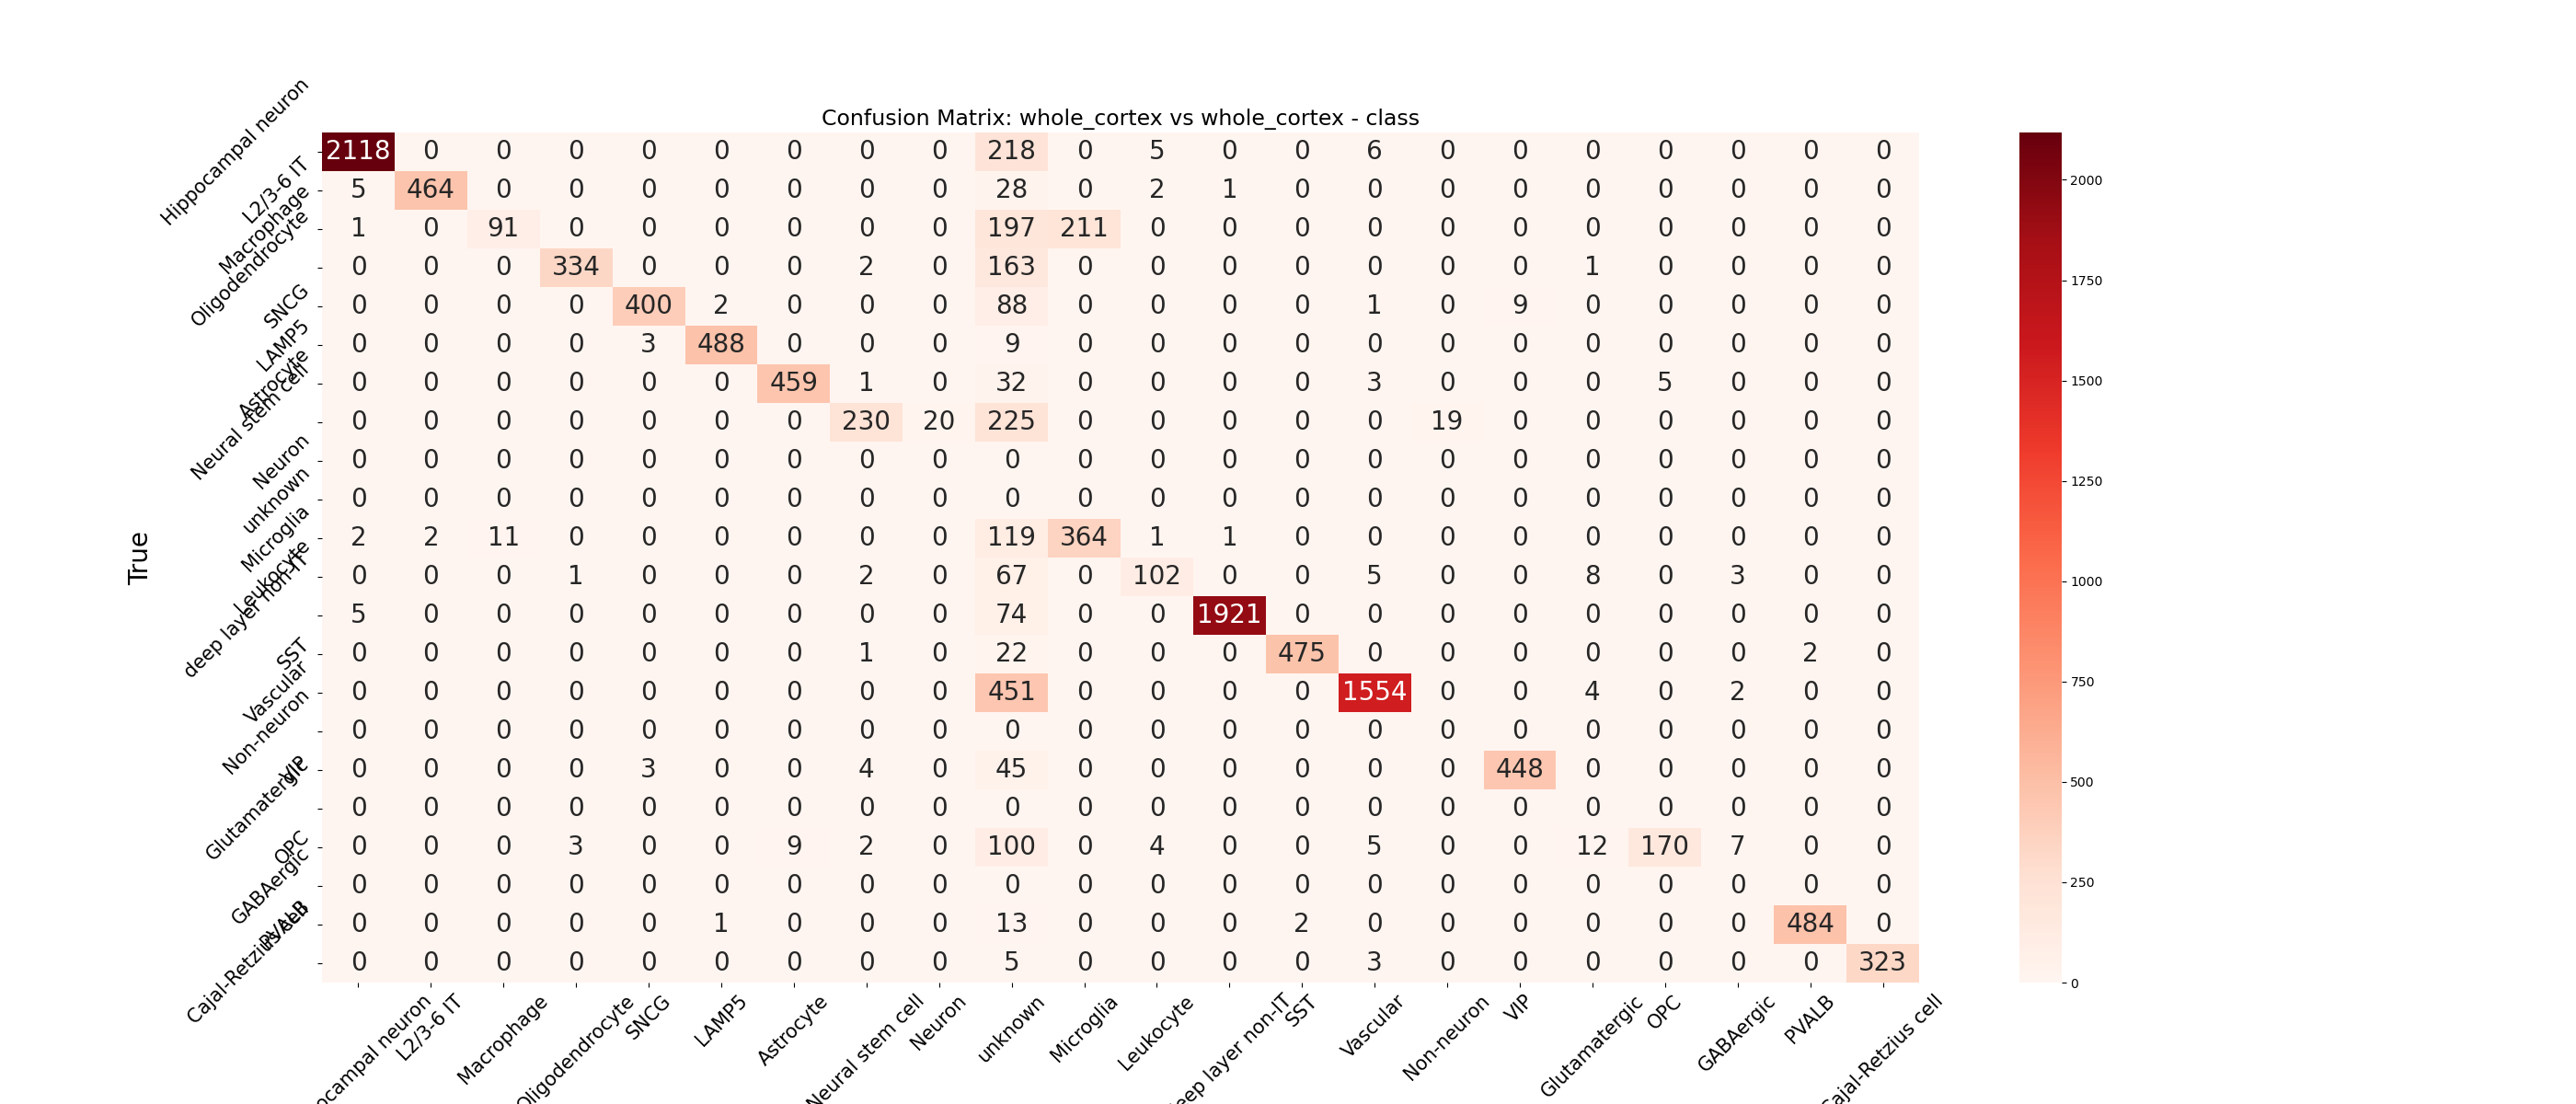 Confusion Matrix: whole_cortex vs whole_cortex - class
True
Hippocampal neuron 2118 0 0 0 0 0 0 0 0 218 0 5 0 0 6 0 0 0 0 0 0 0
L2/3-6 IT 5 464 0 0 0 0 0 0 0 28 0 2 1 0 0 0 0 0 0 0 0 0
Macrophage 1 0 91 0 0 0 0 0 0 197 211 0 0 0 0 0 0 0 0 0 0 0
Oligodendrocyte 0 0 0 334 0 0 0 2 0 163 0 0 0 0 0 0 0 1 0 0 0 0
SNCG 0 0 0 0 400 2 0 0 0 88 0 0 0 0 1 0 9 0 0 0 0 0
LAMP5 0 0 0 0 3 488 0 0 0 9 0 0 0 0 0 0 0 0 0 0 0 0
Astrocyte 0 0 0 0 0 0 459 1 0 32 0 0 0 0 3 0 0 0 5 0 0 0
Neural stem cell 0 0 0 0 0 0 0 230 20 225 0 0 0 0 0 19 0 0 0 0 0 0
Neuron 0 0 0 0 0 0 0 0 0 0 0 0 0 0 0 0 0 0 0 0 0 0
unknown 0 0 0 0 0 0 0 0 0 0 0 0 0 0 0 0 0 0 0 0 0 0
Microglia 2 2 11 0 0 0 0 0 0 119 364 1 1 0 0 0 0 0 0 0 0 0
Leukocyte 0 0 0 1 0 0 0 2 0 67 0 102 0 0 5 0 0 8 0 3 0 0
deep layer non-IT 5 0 0 0 0 0 0 0 0 74 0 0 1921 0 0 0 0 0 0 0 0 0
SST 0 0 0 0 0 0 0 1 0 22 0 0 0 475 0 0 0 0 0 0 2 0
Vascular 0 0 0 0 0 0 0 0 0 451 0 0 0 0 1554 0 0 4 0 2 0 0
Non-neuron 0 0 0 0 0 0 0 0 0 0 0 0 0 0 0 0 0 0 0 0 0 0
VIP 0 0 0 0 3 0 0 4 0 45 0 0 0 0 0 0 448 0 0 0 0 0
Glutamatergic 0 0 0 0 0 0 0 0 0 0 0 0 0 0 0 0 0 0 0 0 0 0
OPC 0 0 0 3 0 0 9 2 0 100 0 4 0 0 5 0 0 12 170 7 0 0
GABAergic 0 0 0 0 0 0 0 0 0 0 0 0 0 0 0 0 0 0 0 0 0 0
PVALB 0 0 0 0 0 1 0 0 0 13 0 0 0 2 0 0 0 0 0 0 484 0
Cajal-Retzius cell 0 0 0 0 0 0 0 0 0 5 0 0 0 0 3 0 0 0 0 0 0 323
ocampal neuron L2/3-6 IT Macrophage Oligodendrocyte SNCG LAMP5 Astrocyte Neural stem cell Neuron unknown Microglia Leukocyte eep layer non-IT SST Vascular Non-neuron VIP Glutamatergic OPC GABAergic PVALB Cajal-Retzius cell
2000
1750
1500
1250
1000
750
500
250
0